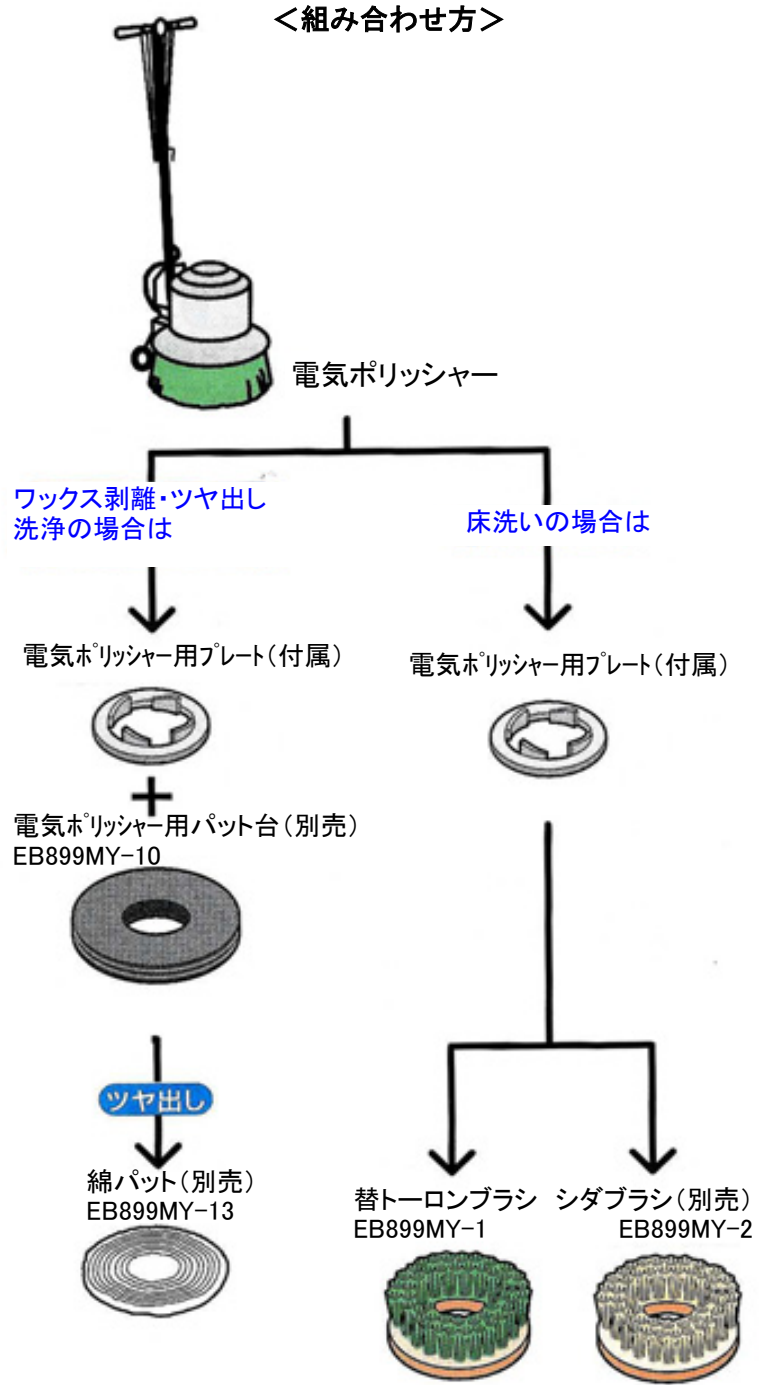 ＜組み合わせ方＞
電気ポリッシャー
ワックス剥離・ツヤ出し
洗浄の場合は
床洗いの場合は
電気ﾎﾟﾘｯｼｬｰ用ﾌﾟﾚｰﾄ（付属）
電気ﾎﾟﾘｯｼｬｰ用ﾌﾟﾚｰﾄ（付属）
＋
電気ﾎﾟﾘｯｼｬｰ用パット台（別売）
EB899MY-10
ツヤ出し
綿パット（別売）
EB899MY-13
替トーロンブラシ
EB899MY-1
シダブラシ（別売）
EB899MY-2